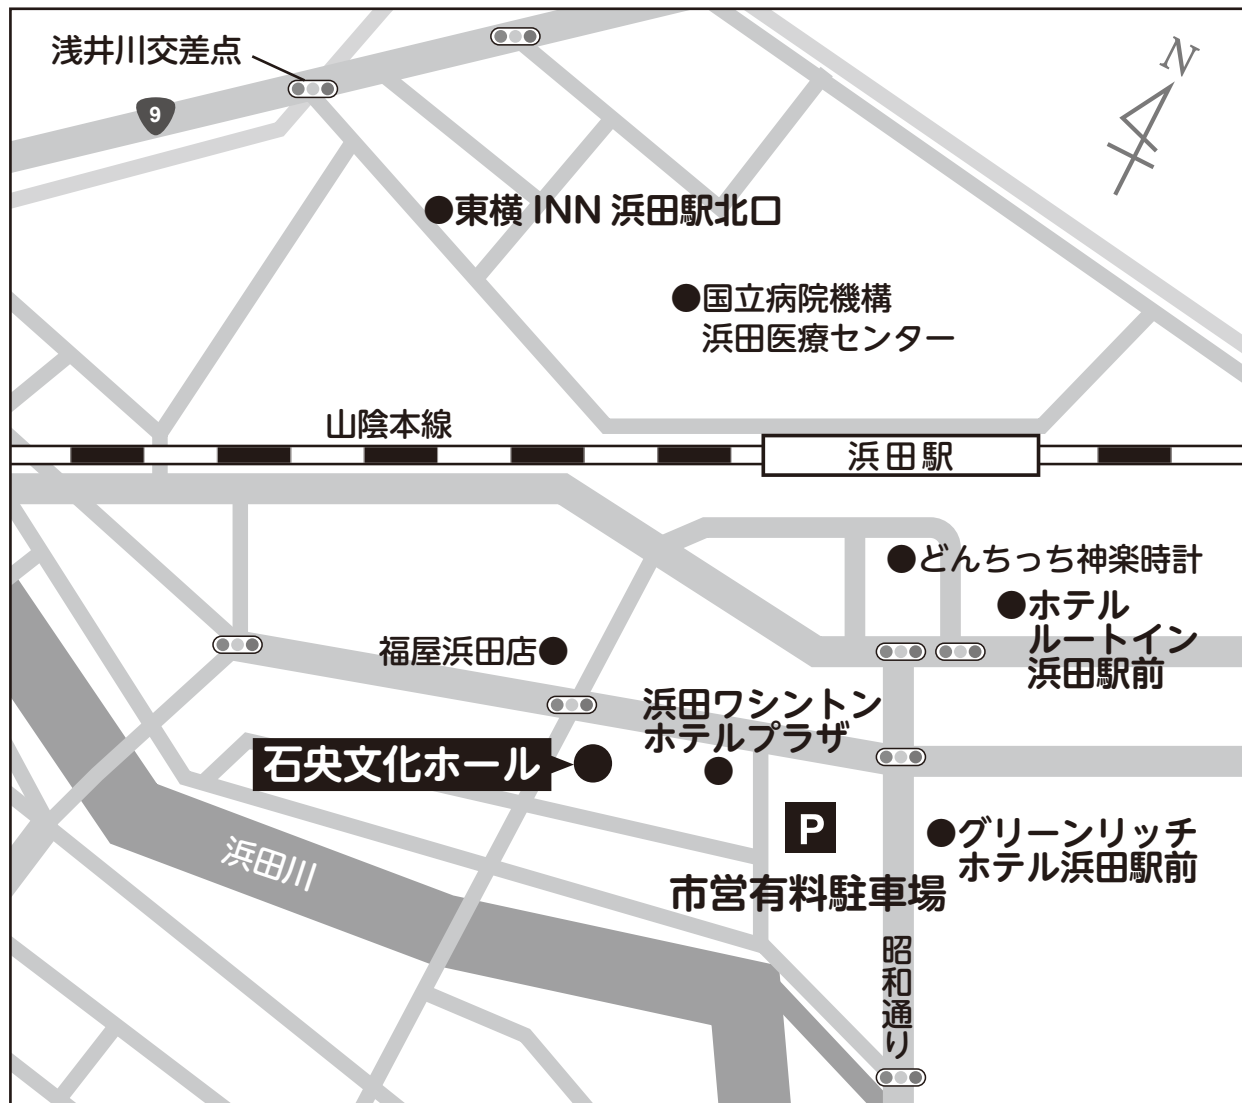 浅井川交差点
N
9
●東横 INN 浜田駅北口
●国立病院機構
浜田医療センター
山陰本線
浜田駅
●どんちっち神楽時計
●ホテル
ルートイン
浜田駅前
福屋浜田店●
浜田ワシントン
ホテルプラザ
石央文化ホール
P
●グリーンリッチ
ホテル浜田駅前
浜田川
市営有料駐車場
昭和通り